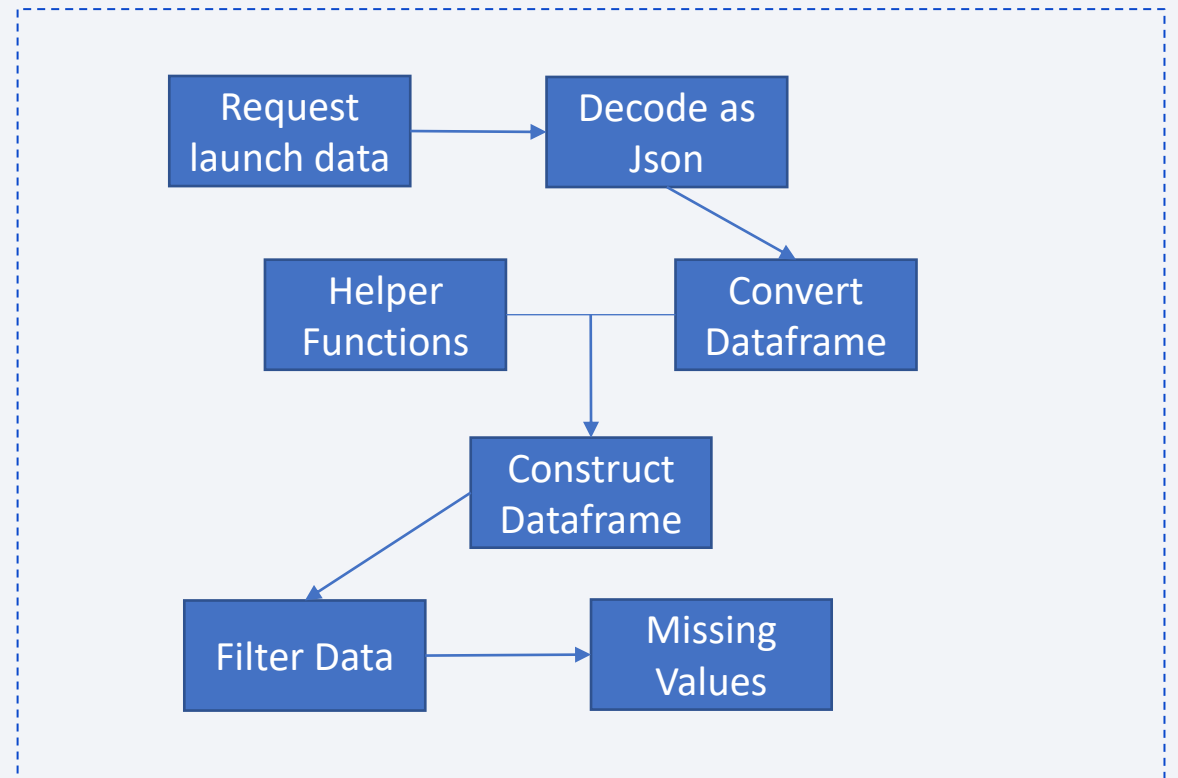 Request
launch data
Decode as
Json
Helper
Functions
Convert
Dataframe
Construct
Dataframe
Filter Data
Missing
Values